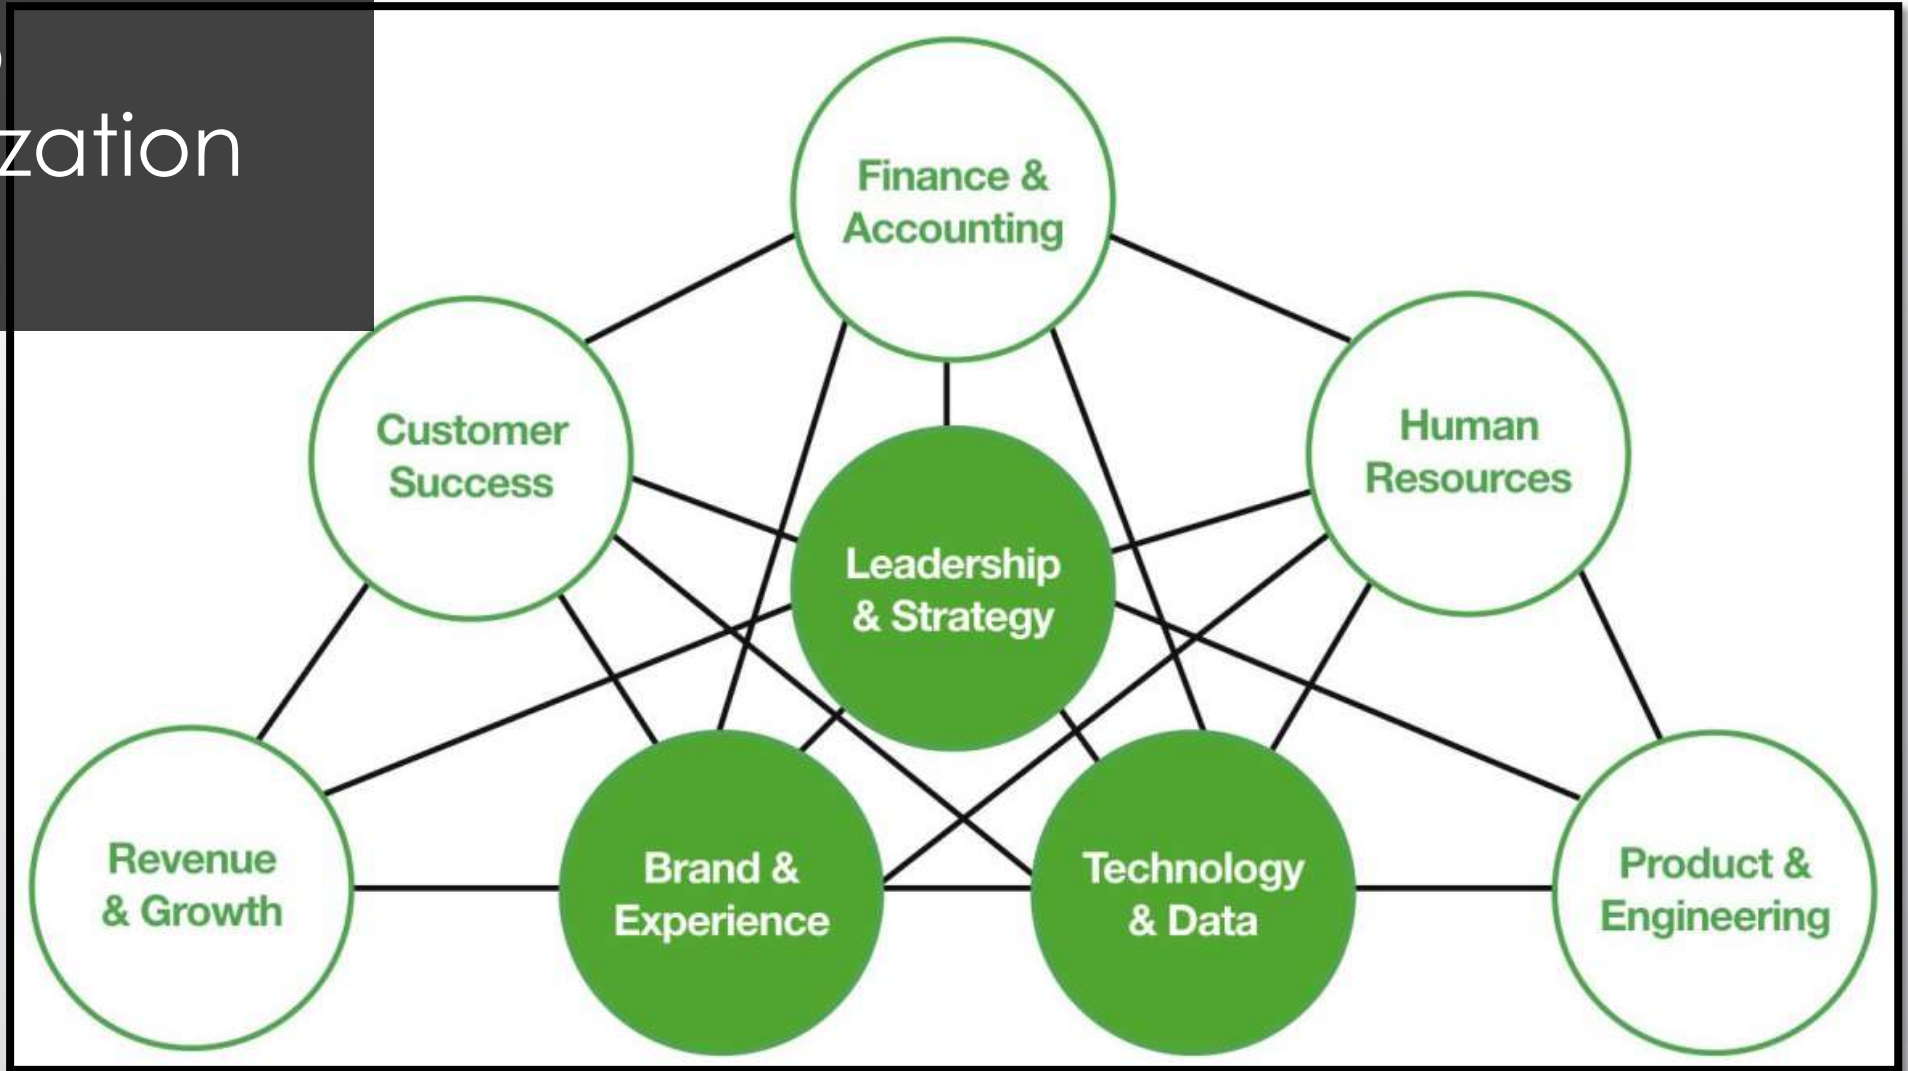 zation
Finance &
Accounting
Customer
Success
Human
Resources
Leadership
& Strategy
Revenue
& Growth
Brand &
Experience
Technology
& Data
Product &
Engineering